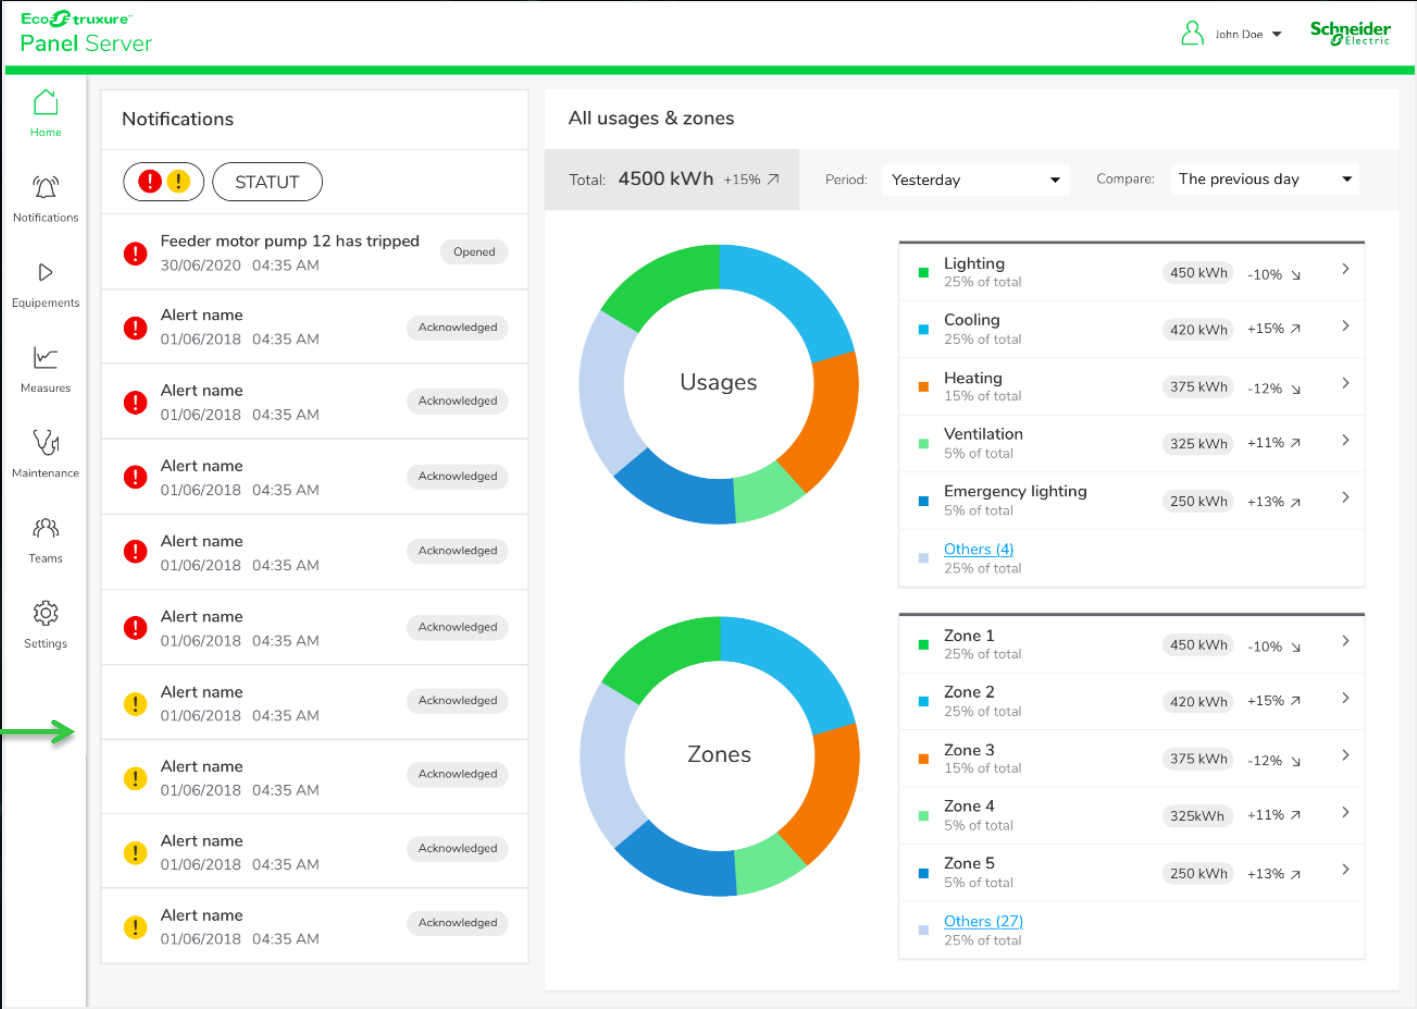 EcoStruxure™
Panel Server
John Doe
Schneider
Electric
Home
Notifications
Equipements
Measures
Maintenance
Teams
Settings
Notifications
! ! STATUT
! Feeder motor pump 12 has tripped
30/06/2020 04:35 AM
Opened
! Alert name
01/06/2018 04:35 AM
Acknowledged
! Alert name
01/06/2018 04:35 AM
Acknowledged
! Alert name
01/06/2018 04:35 AM
Acknowledged
! Alert name
01/06/2018 04:35 AM
Acknowledged
! Alert name
01/06/2018 04:35 AM
Acknowledged
! Alert name
01/06/2018 04:35 AM
Acknowledged
! Alert name
01/06/2018 04:35 AM
Acknowledged
! Alert name
01/06/2018 04:35 AM
Acknowledged
! Alert name
01/06/2018 04:35 AM
Acknowledged
All usages & zones
Total: 4500 kWh +15% ↗ Period: Yesterday Compare: The previous day
Usages
Lighting 450 kWh -10% ↘
25% of total
Cooling 420 kWh +15% ↗
25% of total
Heating 375 kWh -12% ↘
15% of total
Ventilation 325 kWh +11% ↗
5% of total
Emergency lighting 250 kWh +13% ↗
5% of total
Others (4)
25% of total
Zones
Zone 1 450 kWh -10% ↘
25% of total
Zone 2 420 kWh +15% ↗
25% of total
Zone 3 375 kWh -12% ↘
15% of total
Zone 4 325kWh +11% ↗
5% of total
Zone 5 250 kWh +13% ↗
5% of total
Others (27)
25% of total